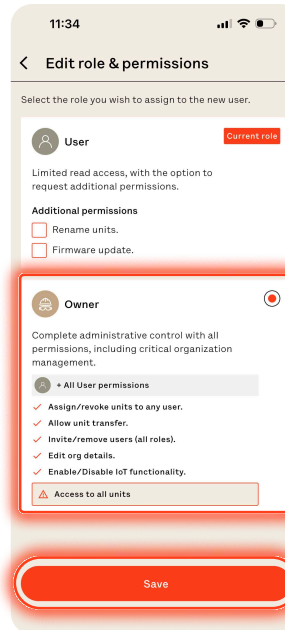 11:34
Edit role & permissions
Select the role you wish to assign to the new user.
User
Current role
Limited read access, with the option to
request additional permissions.
Additional permissions
Rename units.
Firmware update.
Owner
Complete administrative control with all
permissions, including critical organization
management.
+ All User permissions
Assign/revoke units to any user.
Allow unit transfer.
Invite/remove users (all roles).
Edit org details.
Enable/Disable IoT functionality.
Access to all units
Save